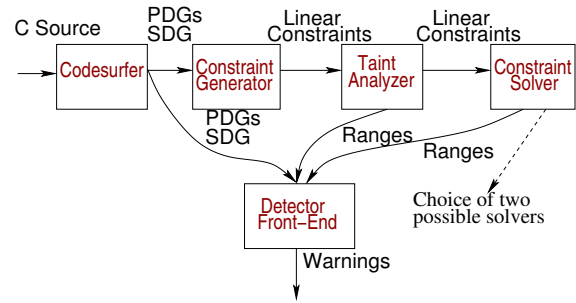 C Source
PDGs
SDG
Linear
Constraints
Linear
Constraints
Codesurfer
Constraint
Generator
Taint
Analyzer
Constraint
Solver
PDGs
SDG
Ranges
Ranges
Detector
Front-End
Choice of two
possible solvers
Warnings